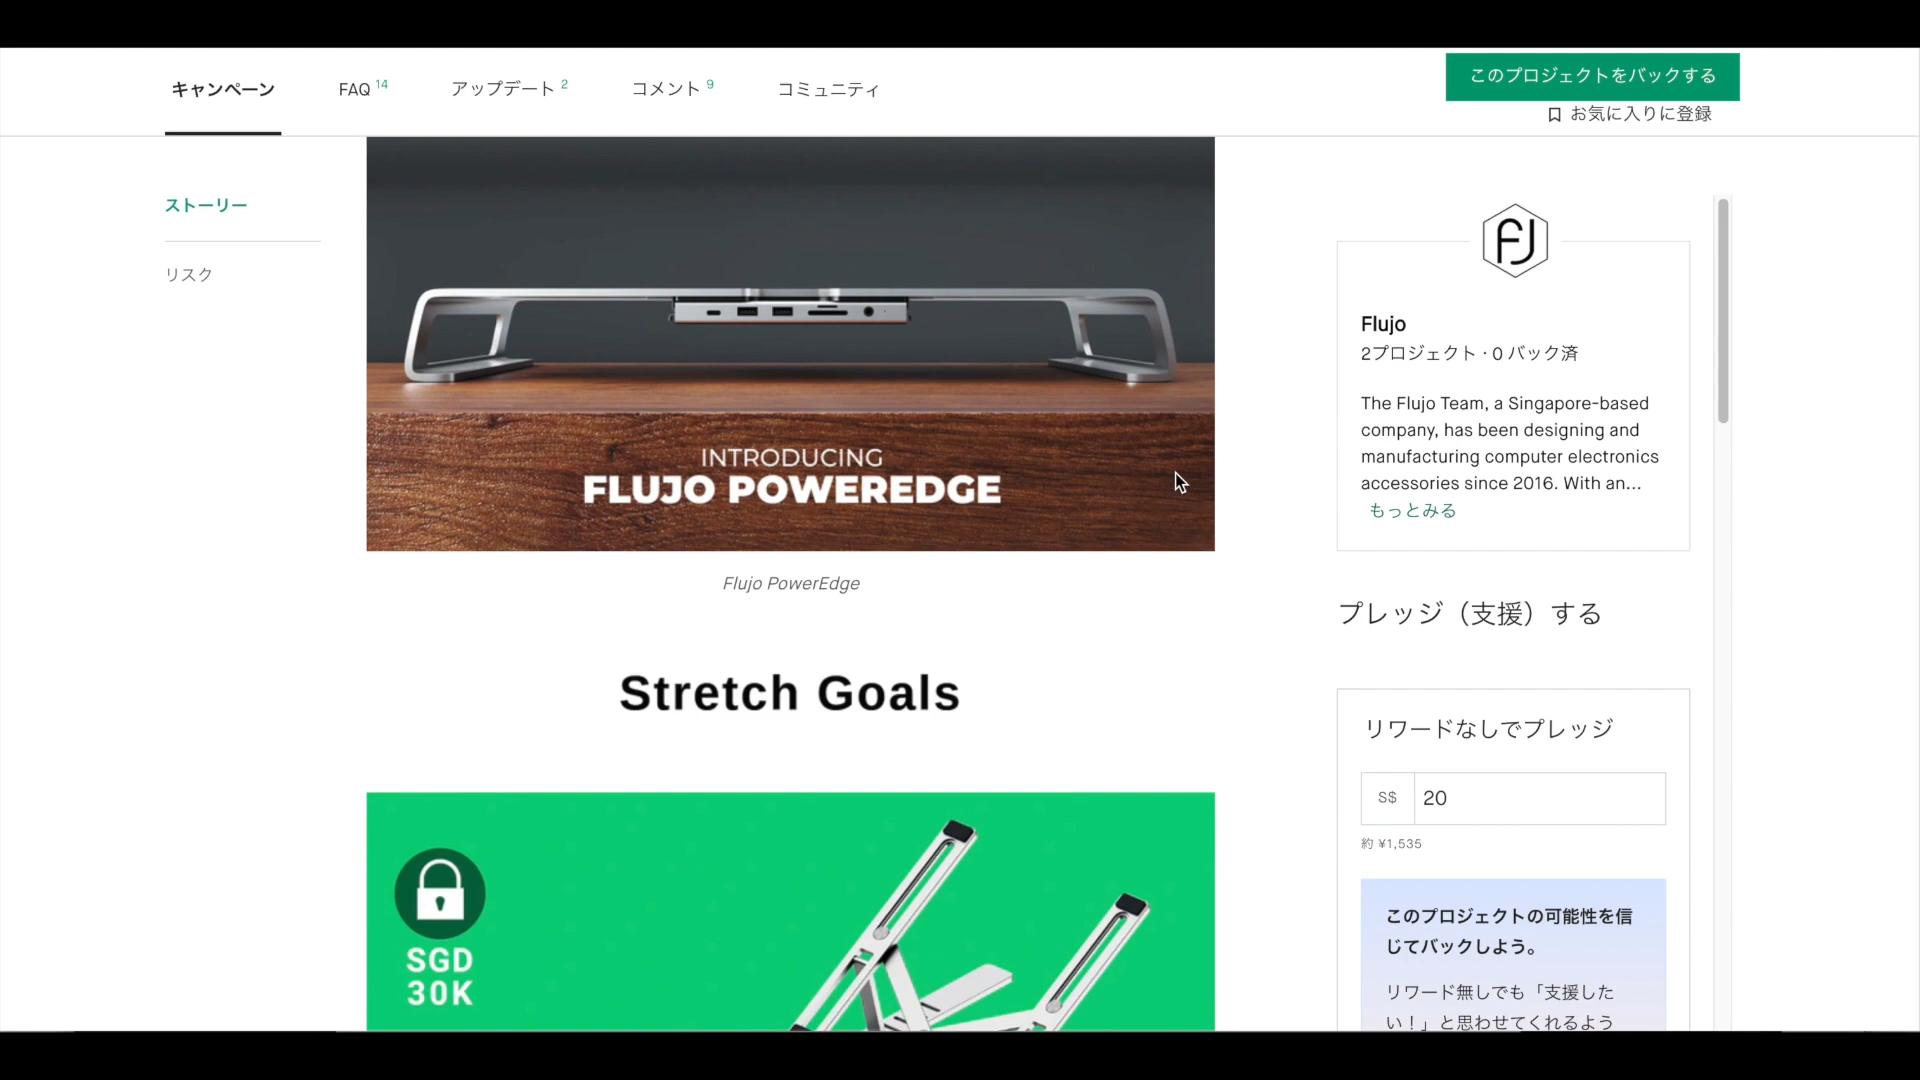 キャンペーン
FAQ 14
アップデート 2
コメント 9
コミュニティ
このプロジェクトをバックする
お気に入りに登録
ストーリー
リスク
INTRODUCING
FLUJO POWEREDGE
Flujo PowerEdge
Stretch Goals
SGD
30K
FJ
Flujo
2プロジェクト · 0 バック済
The Flujo Team, a Singapore-based
company, has been designing and
manufacturing computer electronics
accessories since 2016. With an...
もっとみる
プレッジ（支援）する
リワードなしでプレッジ
S$ 20
約 ¥1,535
このプロジェクトの可能性を信
じてバックしよう。
リワード無しでも「支援した
い！」と思わせてくれるよう